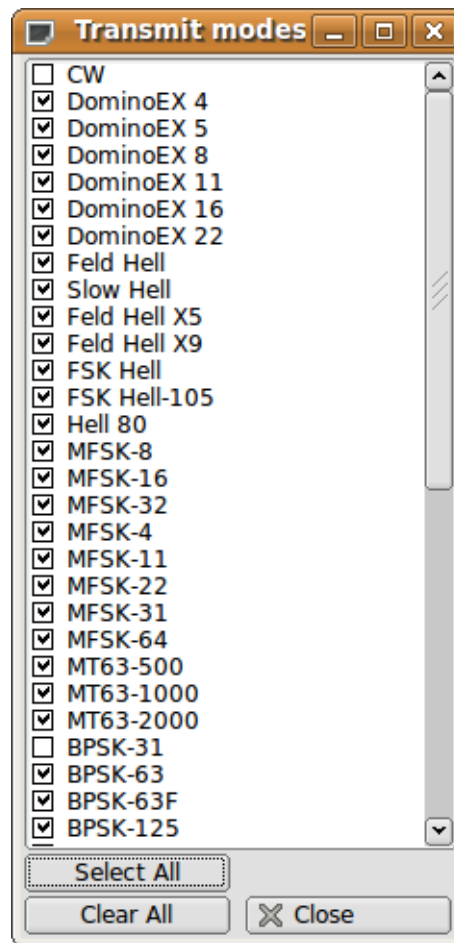 Transmit modes
CW
DominoEX 4
DominoEX 5
DominoEX 8
DominoEX 11
DominoEX 16
DominoEX 22
Feld Hell
Slow Hell
Feld Hell X5
Feld Hell X9
FSK Hell
FSK Hell-105
Hell 80
MFSK-8
MFSK-16
MFSK-32
MFSK-4
MFSK-11
MFSK-22
MFSK-31
MFSK-64
MT63-500
MT63-1000
MT63-2000
BPSK-31
BPSK-63
BPSK-63F
BPSK-125
Select All
Clear All Close